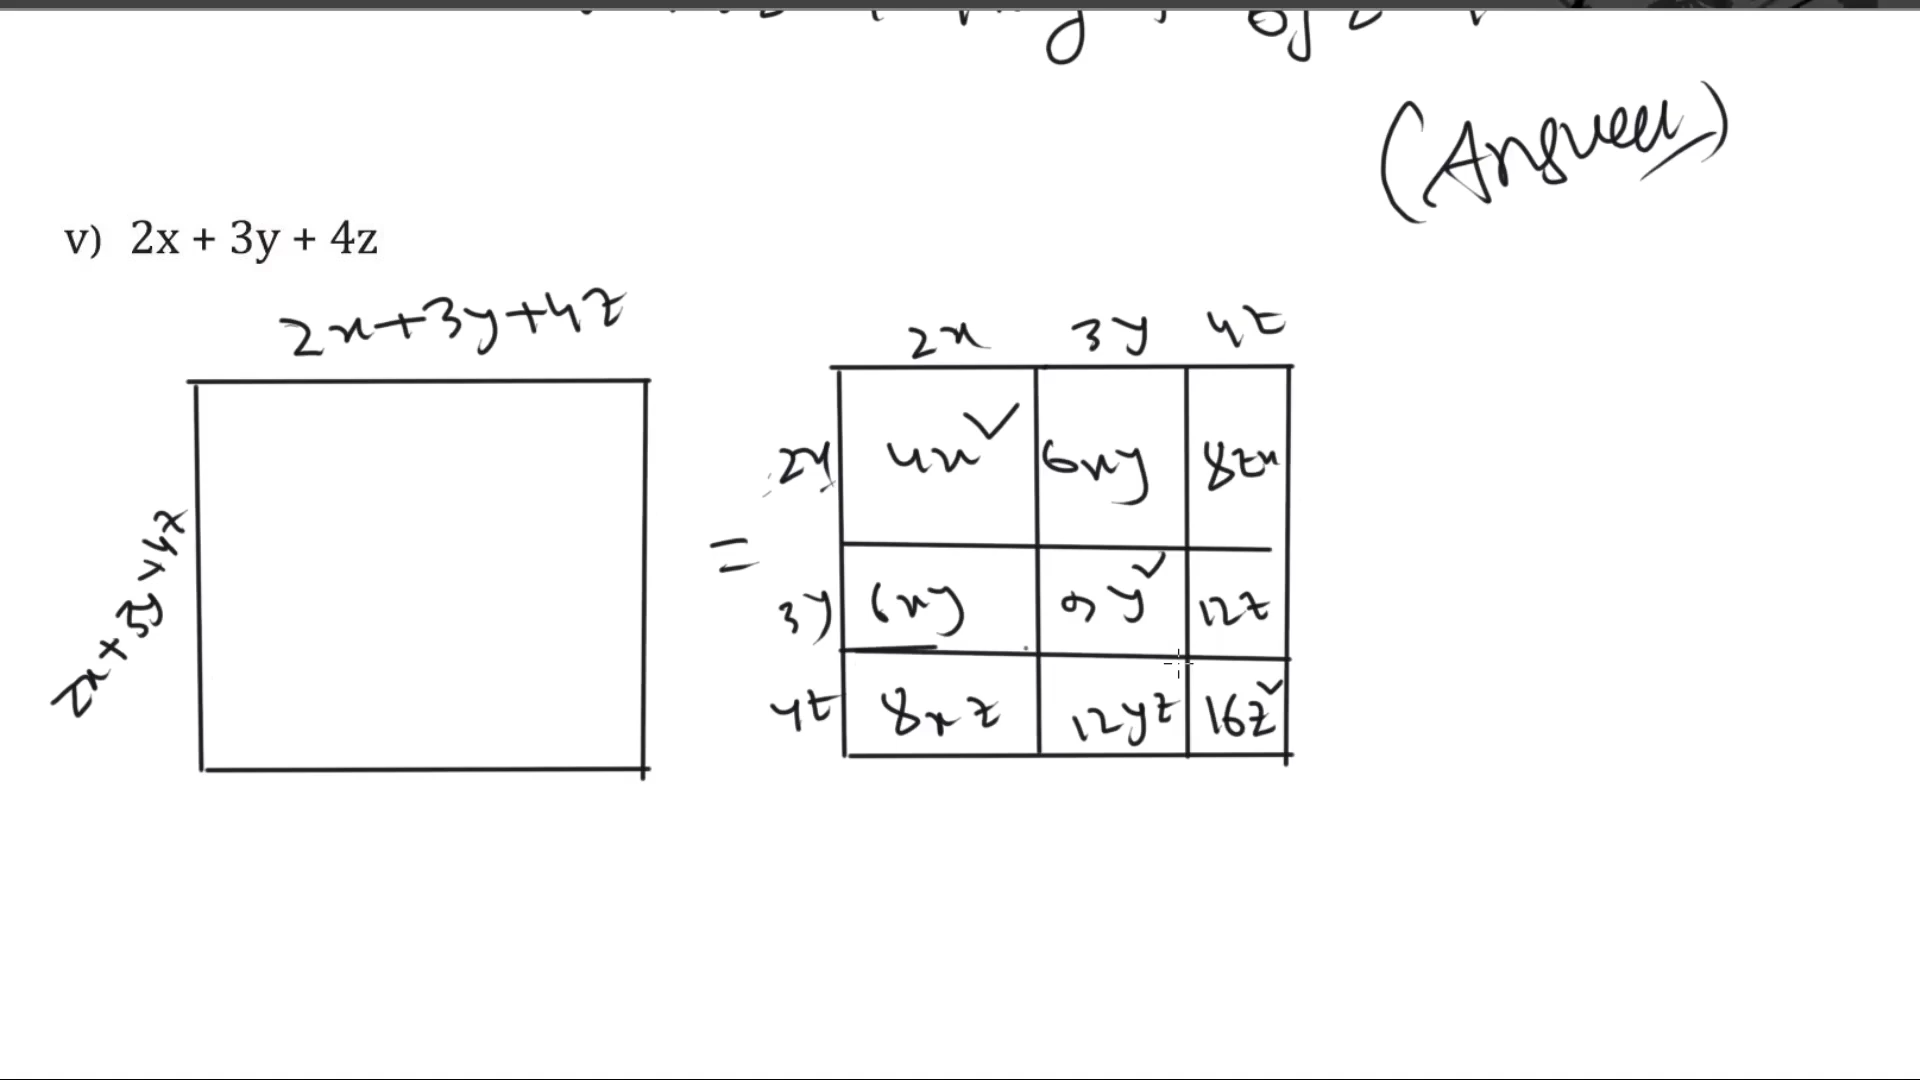 (Answer)
v) 2x + 3y + 4z
2x+3y+4z
2x 3y 4z
2x 4x² 6xy 8zx
2x+3y+4z
=
3y 6xy 9y² 12z
4z 8xz 12yz 16z²